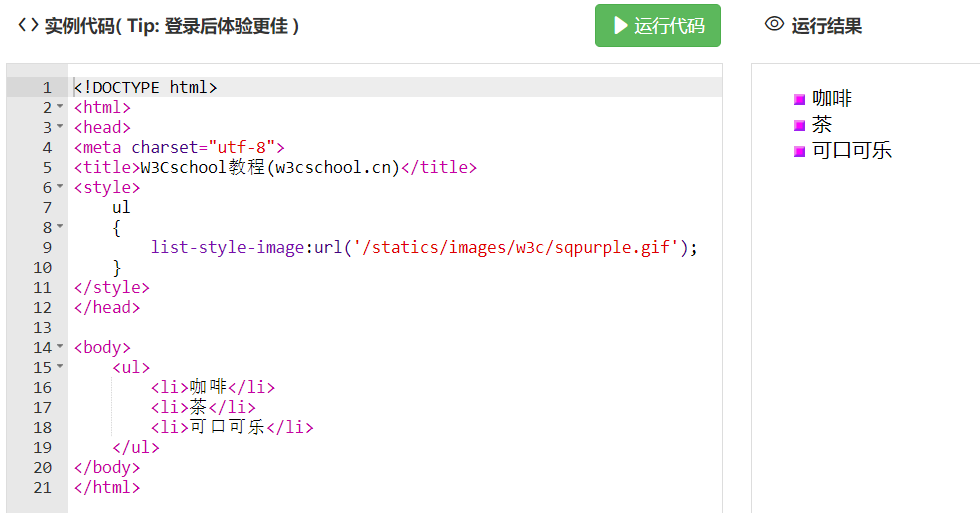 <> 实例代码( Tip: 登录后体验更佳 )
运行代码
1 <!DOCTYPE html>
2 <html>
3 <head>
4 <meta charset="utf-8">
5 <title>W3Cschool教程(w3cschool.cn)</title>
6 <style>
7     ul
8     {
9         list-style-image:url('/statics/images/w3c/sqpurple.gif');
10     }
11 </style>
12 </head>
13
14 <body>
15     <ul>
16         <li>咖啡</li>
17         <li>茶</li>
18         <li>可口可乐</li>
19     </ul>
20 </body>
21 </html>
运行结果
咖啡
茶
可口可乐